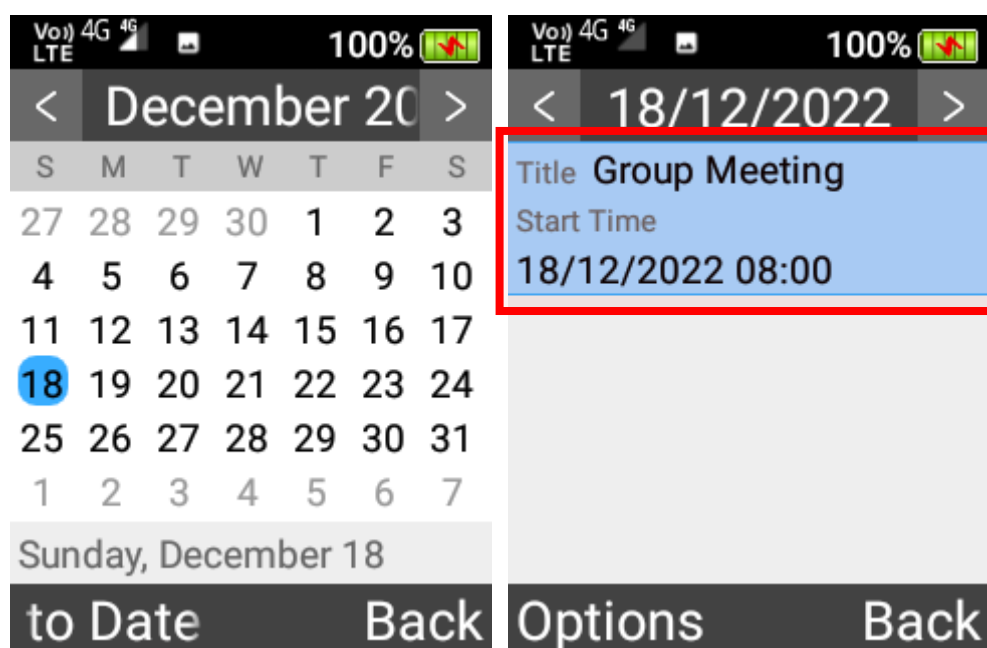 Vo)) LTE 4G 4G 100%
< December 20 >
S M T W T F S
27 28 29 30 1 2 3
4 5 6 7 8 9 10
11 12 13 14 15 16 17
18 19 20 21 22 23 24
25 26 27 28 29 30 31
1 2 3 4 5 6 7
Sunday, December 18
to Date Back
Vo)) LTE 4G 4G 100%
< 18/12/2022 >
Title Group Meeting
Start Time
18/12/2022 08:00
Options Back